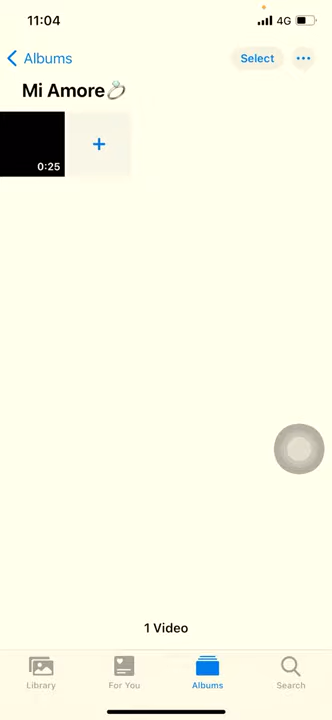 11:04
4G
Albums
Select
Mi Amore💍
0:25
1 Video
Library
For You
Albums
Search